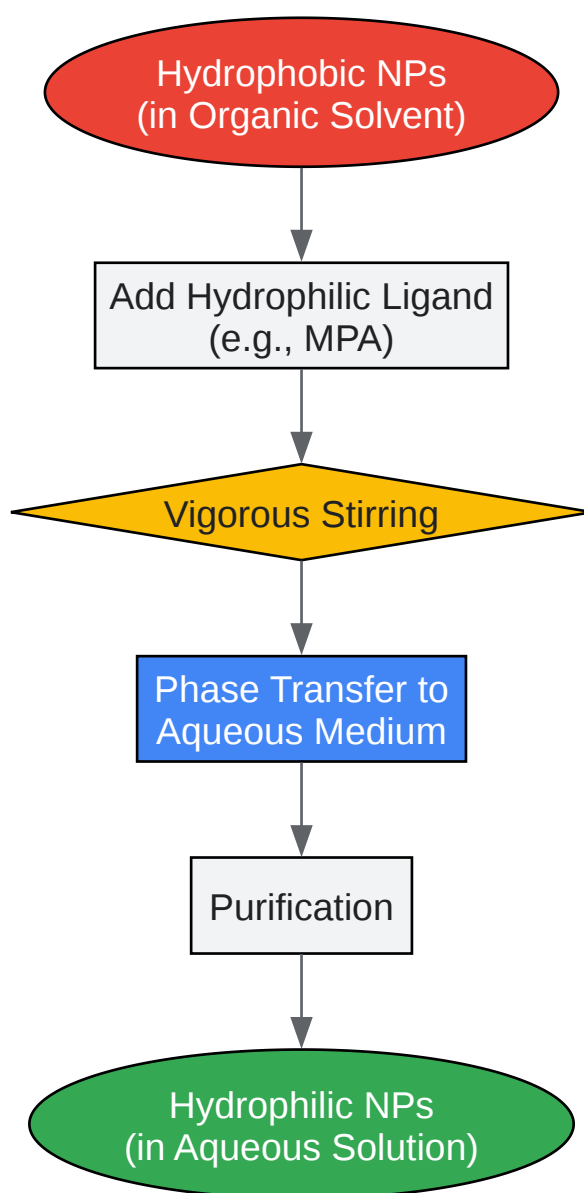 Hydrophobic NPs
(in Organic Solvent)
Add Hydrophilic Ligand
(e.g., MPA)
Vigorous Stirring
Phase Transfer to
Aqueous Medium
Purification
Hydrophilic NPs
(in Aqueous Solution)